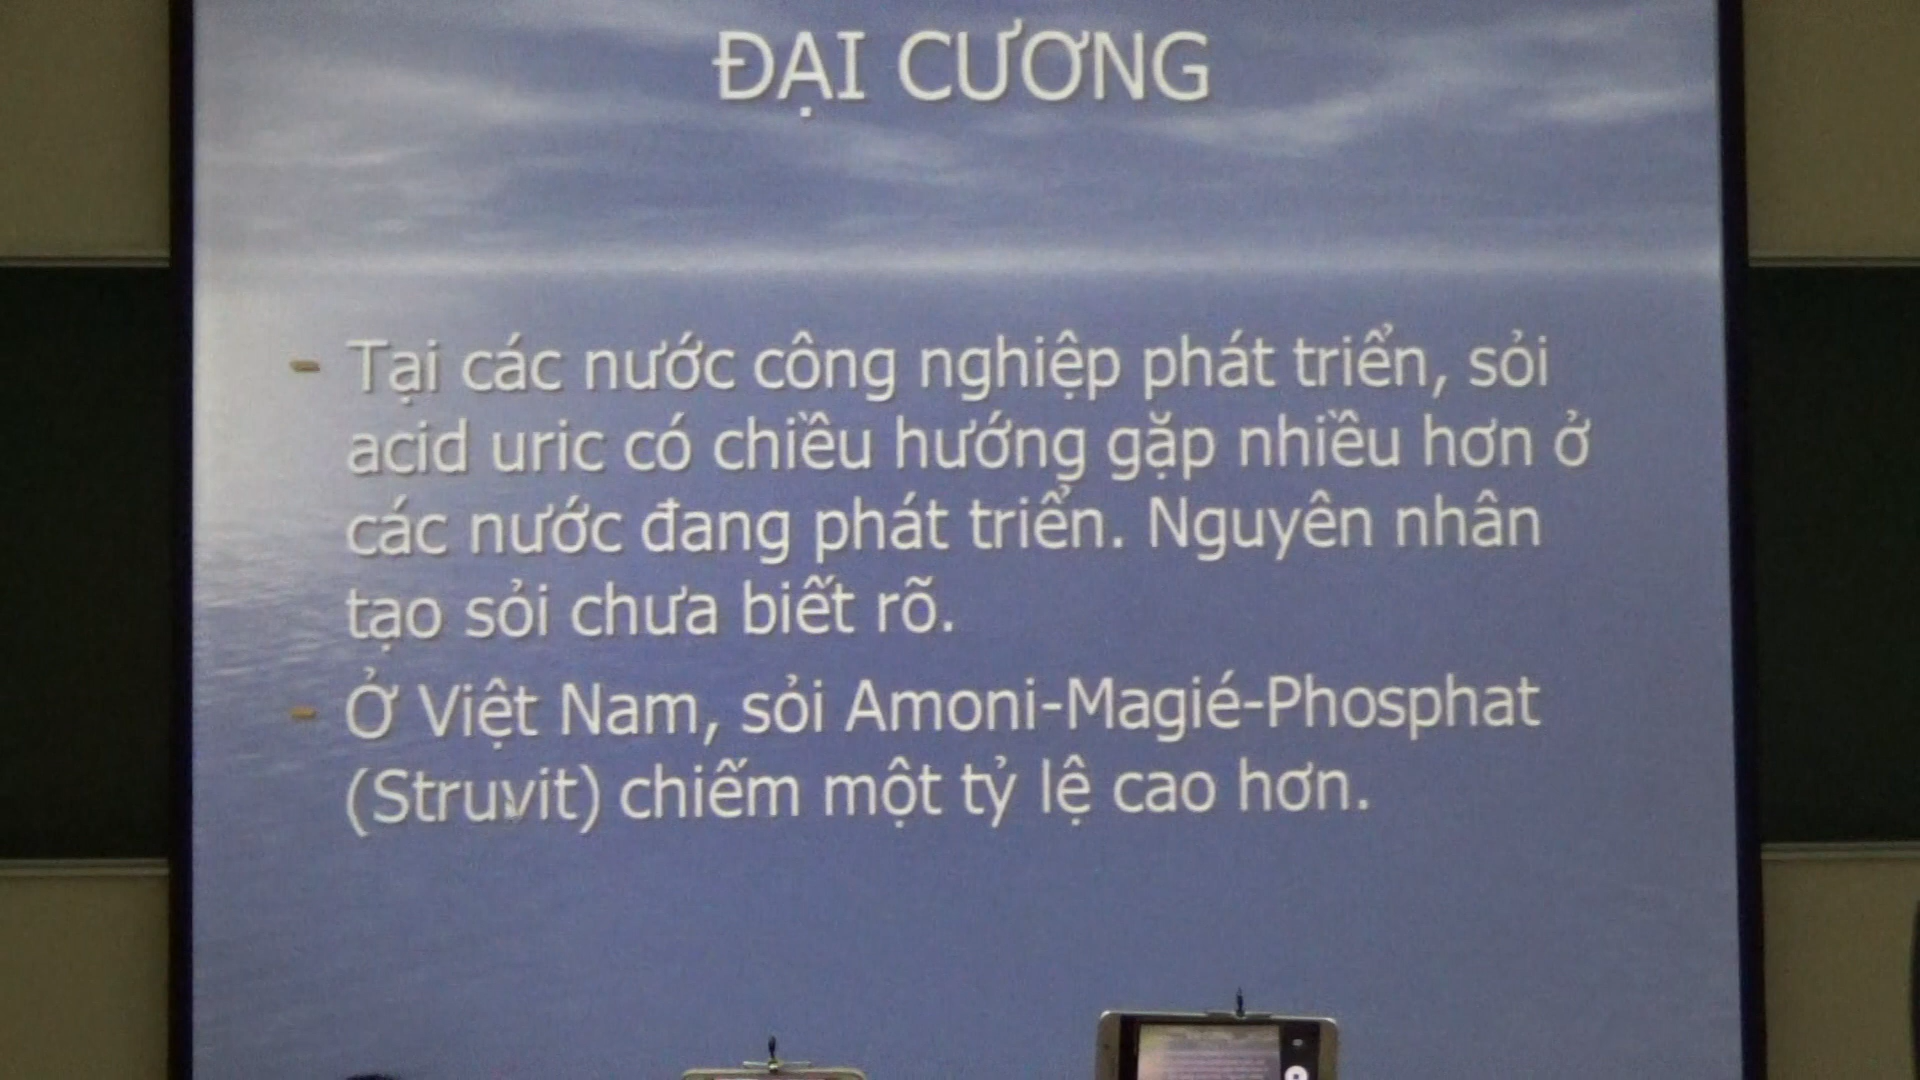 ĐẠI CƯƠNG
- Tại các nước công nghiệp phát triển, sỏi
acid uric có chiều hướng gặp nhiều hơn ở
các nước đang phát triển. Nguyên nhân
tạo sỏi chưa biết rõ.
- Ở Việt Nam, sỏi Amoni-Magié-Phosphat
(Struvit) chiếm một tỷ lệ cao hơn.